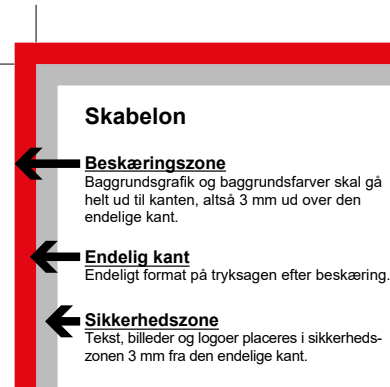 Skabelon
Beskæringszone
Baggrundsgrafik og baggrundsfarver skal gå
helt ud til kanten, altså 3 mm ud over den
endelige kant.
Endelig kant
Endeligt format på tryksagen efter beskæring.
Sikkerhedszone
Tekst, billeder og logoer placeres i sikkerheds-
zonen 3 mm fra den endelige kant.